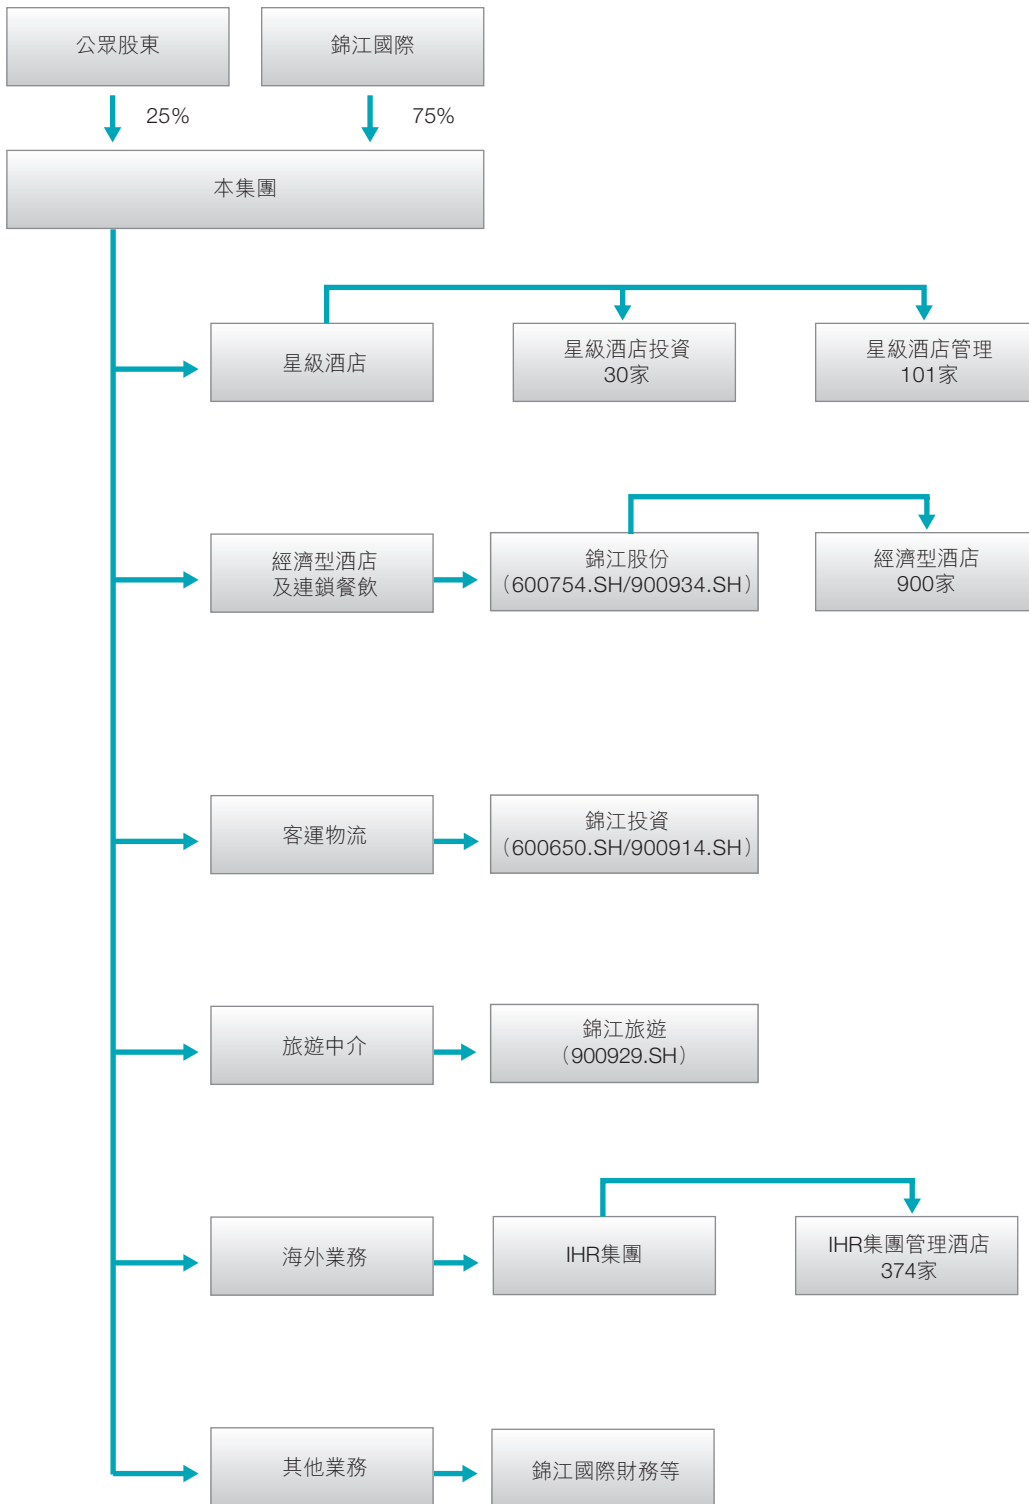 公眾股東
錦江國際
25%
75%
本集團
星級酒店
星級酒店投資
30家
星級酒店管理
101家
經濟型酒店
及連鎖餐飲
錦江股份
（600754.SH/900934.SH）
經濟型酒店
900家
客運物流
錦江投資
（600650.SH/900914.SH）
旅遊中介
錦江旅遊
（900929.SH）
海外業務
IHR集團
IHR集團管理酒店
374家
其他業務
錦江國際財務等